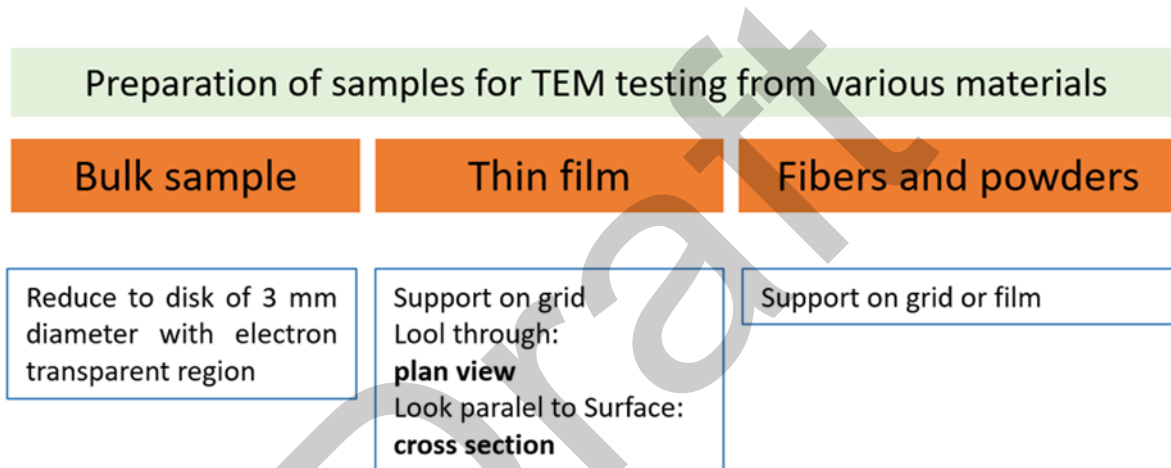 Preparation of samples for TEM testing from various materials
Bulk sample
Thin film
Fibers and powders
Reduce to disk of 3 mm
diameter with electron
transparent region
Support on grid
Lool through:
plan view
Look paralel to Surface:
cross section
Support on grid or film
Draft